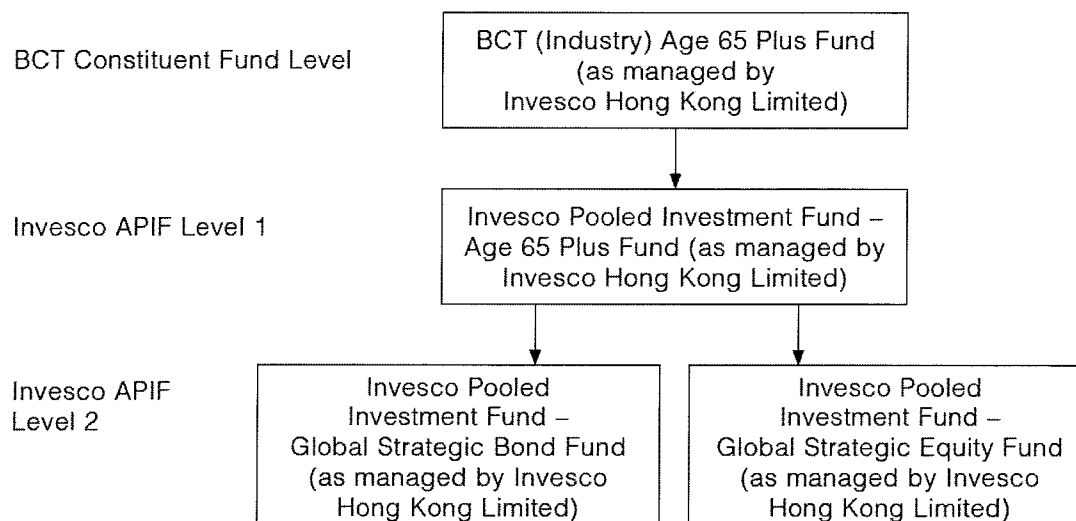 BCT Constituent Fund Level
BCT (Industry) Age 65 Plus Fund
(as managed by
Invesco Hong Kong Limited)
Invesco APIF Level 1
Invesco Pooled Investment Fund –
Age 65 Plus Fund (as managed by
Invesco Hong Kong Limited)
Invesco APIF
Level 2
Invesco Pooled
Investment Fund –
Global Strategic Bond Fund
(as managed by Invesco
Hong Kong Limited)
Invesco Pooled
Investment Fund –
Global Strategic Equity Fund
(as managed by Invesco
Hong Kong Limited)